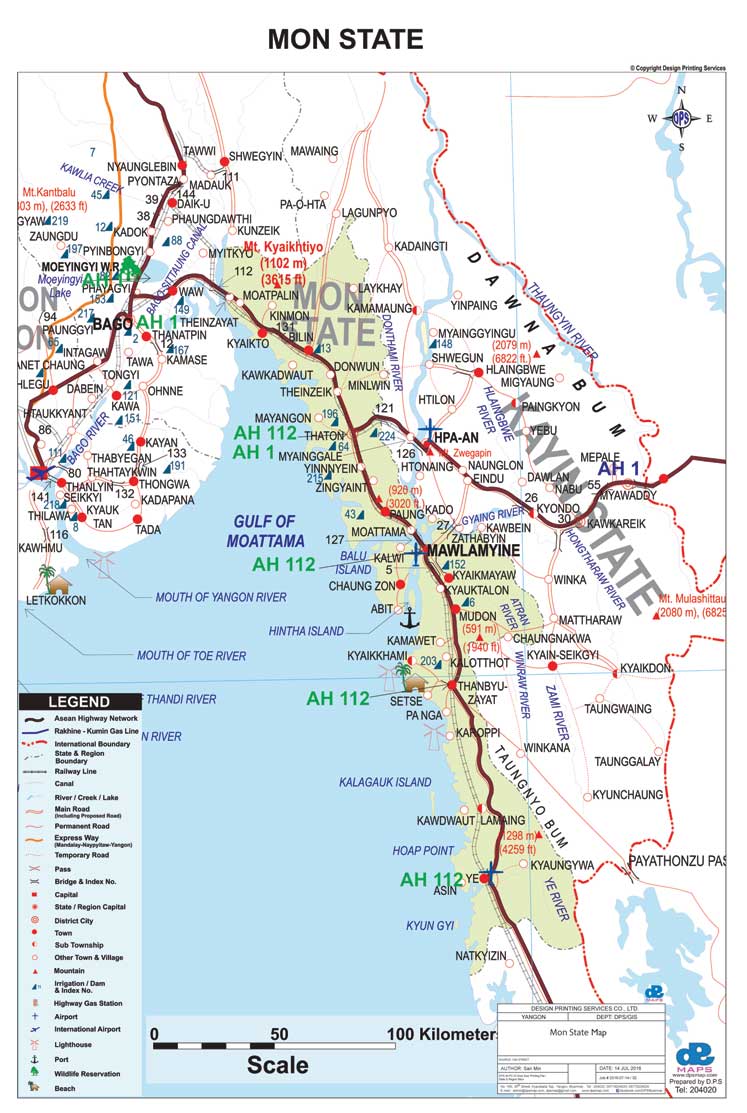 MON STATE
© Copyright Design Printing Services
N
W
DPS
E
S
TAWWI
NYAUNGLEBIN
SHWEGYIN
MAWAING
7
KAWLIA CREEK
PYONTAZA
MADAUK
111
144
Mt.Kantbalu
(2633 ft)
45
39
DAIK-U
PA-O-HTA
LAGUNPYO
219
38
PHAUNGDAWTHI
12
KADOK
KUNZEIK
ZAUNGDU
197
88
PYINBONGYI
MYITKYO
Mt. Kyaikhtiyo
(1102 m)
(3615 ft)
KADAINGTI
MOEYINGYI W.R
BAGO-SITTAUNG CANAL
112
Moeyingyi
Lake
PHAYAGYI
153
WAW
MOATPALIN
LAYKHAY
MON
STATE
DAWNA BUM
THAUNGYIN RIVER
149
94
217
BAGO
AH 1
THEINZAYAT
KINMON
131
KAMAMAUNG
YINPAING
PAUNGGYI
2
THANATPIN
KYAIKTO
BILIN
13
DONTHAMI RIVER
MYAINGGYINGU
148
(2079 m)
(6822 ft.)
INTAGAW
167
TAWA
KAMASE
KAWKADWAUT
DONWUN
SHWEGUN
HLAINGBWE
MIGYAUNG
TONGYI
OHNNE
THEINZEIK
MINLWIN
HTILON
HLAINGBWE
RIVER
PAINGKYON
DABEIN
121
KAWA
151
MAYANGON
196
121
YEBU
KAYIN STATE
HTAUKKYANT
86
BAGO RIVER
46
KAYAN
AH 112
THATON
224
HPA-AN
Mt. Zwegapin
111
THABYEGAN
133
AH 1
64
MYAINGGALE
126
MEPALE
AH 1
80
THAHTAYKWIN
191
YINNNYEIN
215
HTONAING
NAUNGLON
EINDU
DAWLAN
NABU
55
MYAWADDY
141
THANLYIN
SEIKKYI
132
THONGWA
KADAPANA
ZINGYAINT
(920 m)
(3020 ft)
26
KYONDO
218
THILAWA
8
KYAUK
TAN
TADA
43
PAUNG
KADO
GYAING RIVER
30
KAWKAREIK
116
KAWHMU
GULF OF
MOATTAMA
MOATTAMA
27
KAWBEIN
ZATHABYIN
127
KALWI
MAWLAMYINE
HONGTHARAW RIVER
AH 112
BALU
ISLAND
5
152
KYAIKMAYAW
WINKA
LETKOKKON
MOUTH OF YANGON RIVER
CHAUNG ZON
KYAUKTALON
ATRAN
RIVER
Mt. Mulashittau
(2080 m),
ABIT
6
MUDON
MATTHARAW
HINTHA ISLAND
(591 m)
(1940 ft)
CHAUNGNAKWA
KAMAWET
MOUTH OF TOE RIVER
KYAIKKHAMI
203
KALOTTHOT
WINRAW RIVER
KYAIN-SEIKGYI
KYAIKDON
ZAMI RIVER
AH 112
SETSE
THANBYU-
ZAYAT
TAUNGWAING
PA NGA
KAROPPI
WINKANA
TAUNGGALAY
TAUNGNYO BUM
KALAGAUK ISLAND
KYUNCHAUNG
KAWDWAUT
LAMAING
HOAP POINT
(4259 ft)
AH 112
YE
KYAUNGYWA
PAYATHONZU PAS
ASIN
YE RIVER
KYUN GYI
NATKYIZIN
LEGEND
Asean Highway Network
Rakhine - Kumin Gas Line
International Boundary
State & Region
Boundary
Railway Line
Canal
River / Creek / Lake
Main Road
(Including Proposed Road)
Permanent Road
Express Way
(Mandalay-Naypyitaw-Yangon)
Temporary Road
Pass
Bridge & Index No.
Capital
State / Region Capital
District City
Town
Sub Township
Other Town & Village
Mountain
Irrigation / Dam
& Index No.
Highway Gas Station
Airport
International Airport
Lighthouse
Port
Wildlife Reservation
Beach
THANDI RIVER
N RIVER
0
50
100 Kilometers
Scale
MAPS
DESIGN PRINTING SERVICES CO., LTD.
YANGON
DEPT: DPS/GIS
Mon State Map
AUTHOR: San Min
DATE: 14 JUL 2016
MAPS
www.dpsmap.com
Prepared by D.P.S
Tel: 204020